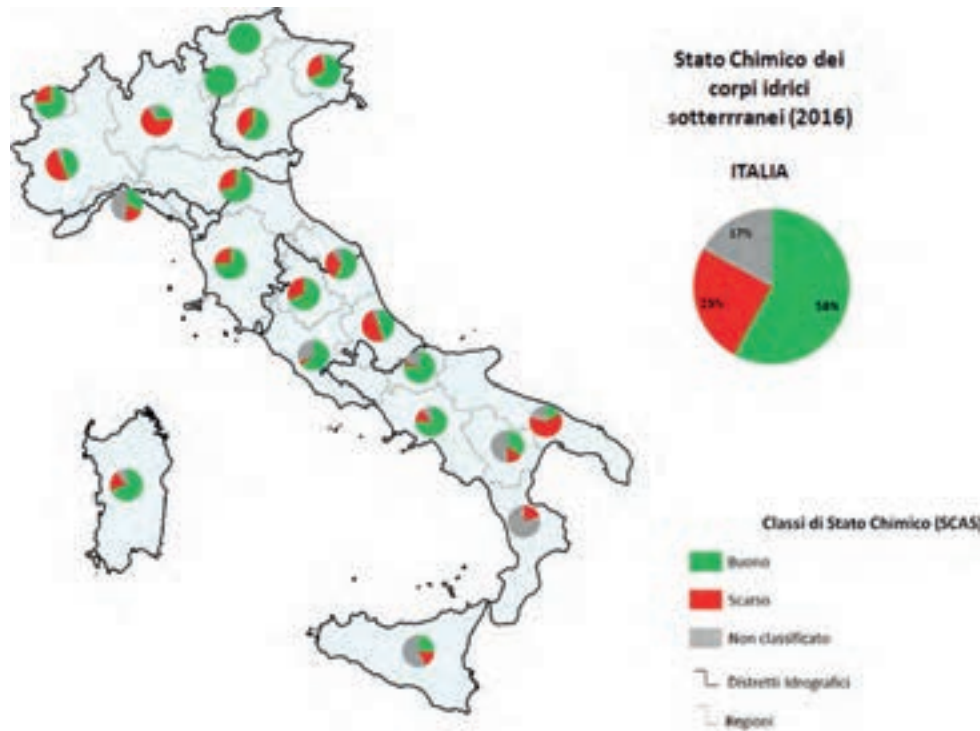 Stato Chimico dei
corpi idrici
sotterrranei (2016)
ITALIA
17%
25%
58%
Classi di Stato Chimico (SCAS)
Buono
Scarso
Non classificato
Distretti Idrografici
Regioni